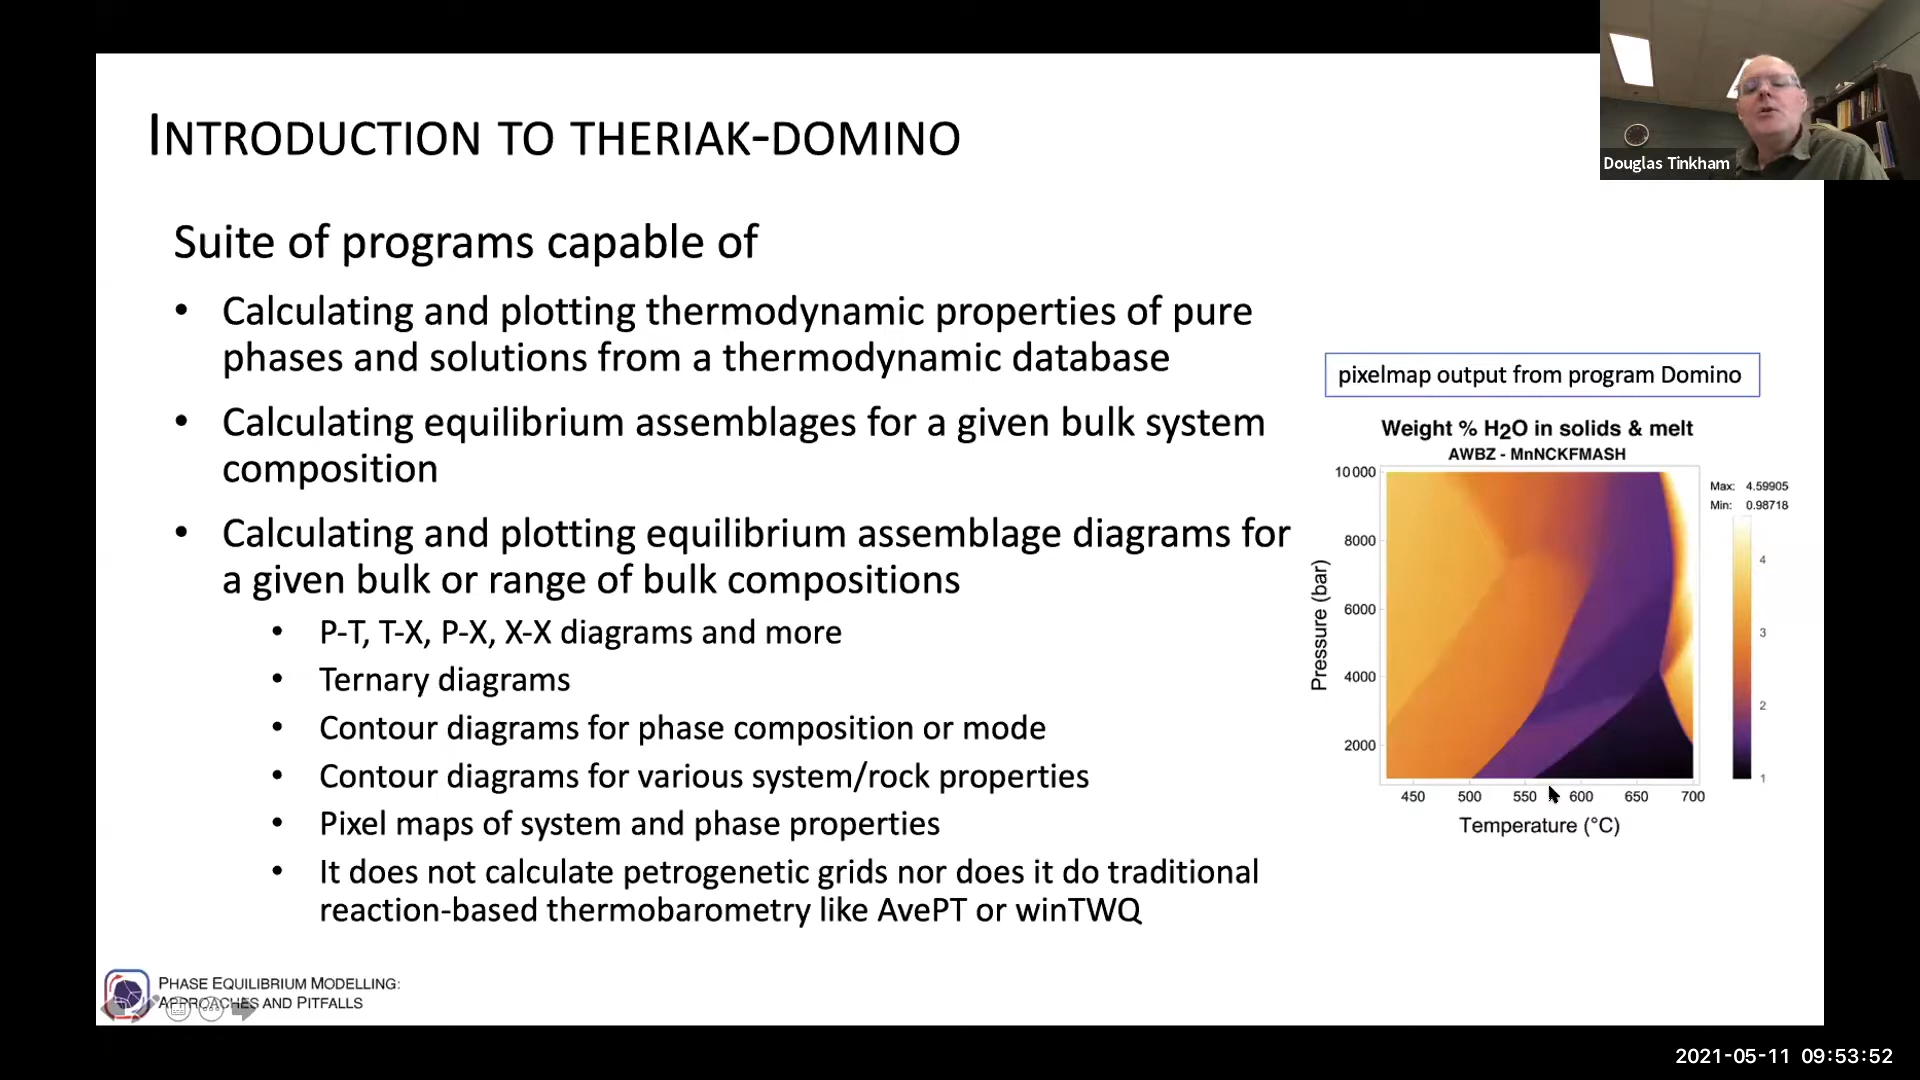 INTRODUCTION TO THERIAK-DOMINO
Suite of programs capable of
• Calculating and plotting thermodynamic properties of pure
phases and solutions from a thermodynamic database
• Calculating equilibrium assemblages for a given bulk system
composition
• Calculating and plotting equilibrium assemblage diagrams for
a given bulk or range of bulk compositions
• P-T, T-X, P-X, X-X diagrams and more
• Ternary diagrams
• Contour diagrams for phase composition or mode
• Contour diagrams for various system/rock properties
• Pixel maps of system and phase properties
• It does not calculate petrogenetic grids nor does it do traditional
reaction-based thermobarometry like AvePT or winTWQ
pixelmap output from program Domino
Weight % H2O in solids & melt
AWBZ - MnNCKFMASH
10000
8000
6000
4000
2000
Pressure (bar)
450 500 550 600 650 700
Temperature (°C)
Max: 4.59905
Min: 0.98718
4
3
2
1
PHASE EQUILIBRIUM MODELLING:
APPROACHES AND PITFALLS
Douglas Tinkham
2021-05-11 09:53:52